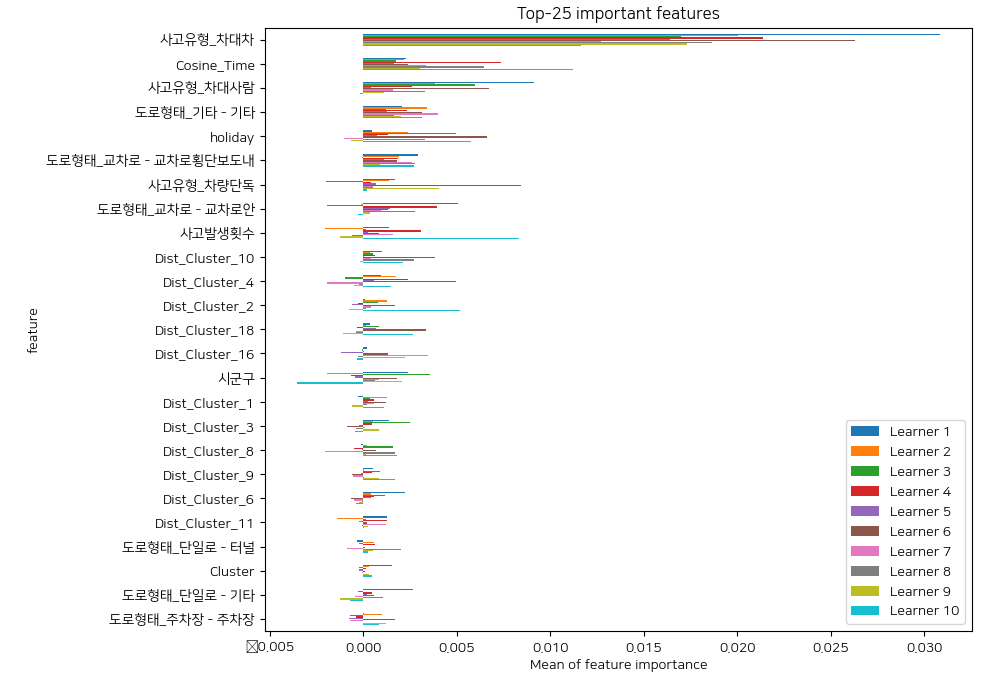 Top-25 important features
feature
사고유형_차대차
Cosine_Time
사고유형_차대사람
도로형태_기타 - 기타
holiday
도로형태_교차로 - 교차로횡단보도내
사고유형_차량단독
도로형태_교차로 - 교차로안
사고발생횟수
Dist_Cluster_10
Dist_Cluster_4
Dist_Cluster_2
Dist_Cluster_18
Dist_Cluster_16
시군구
Dist_Cluster_1
Dist_Cluster_3
Dist_Cluster_8
Dist_Cluster_9
Dist_Cluster_6
Dist_Cluster_11
도로형태_단일로 - 터널
Cluster
도로형태_단일로 - 기타
도로형태_주차장 - 주차장
Learner 1
Learner 2
Learner 3
Learner 4
Learner 5
Learner 6
Learner 7
Learner 8
Learner 9
Learner 10
0.005 0.000 0.005 0.010 0.015 0.020 0.025 0.030
Mean of feature importance